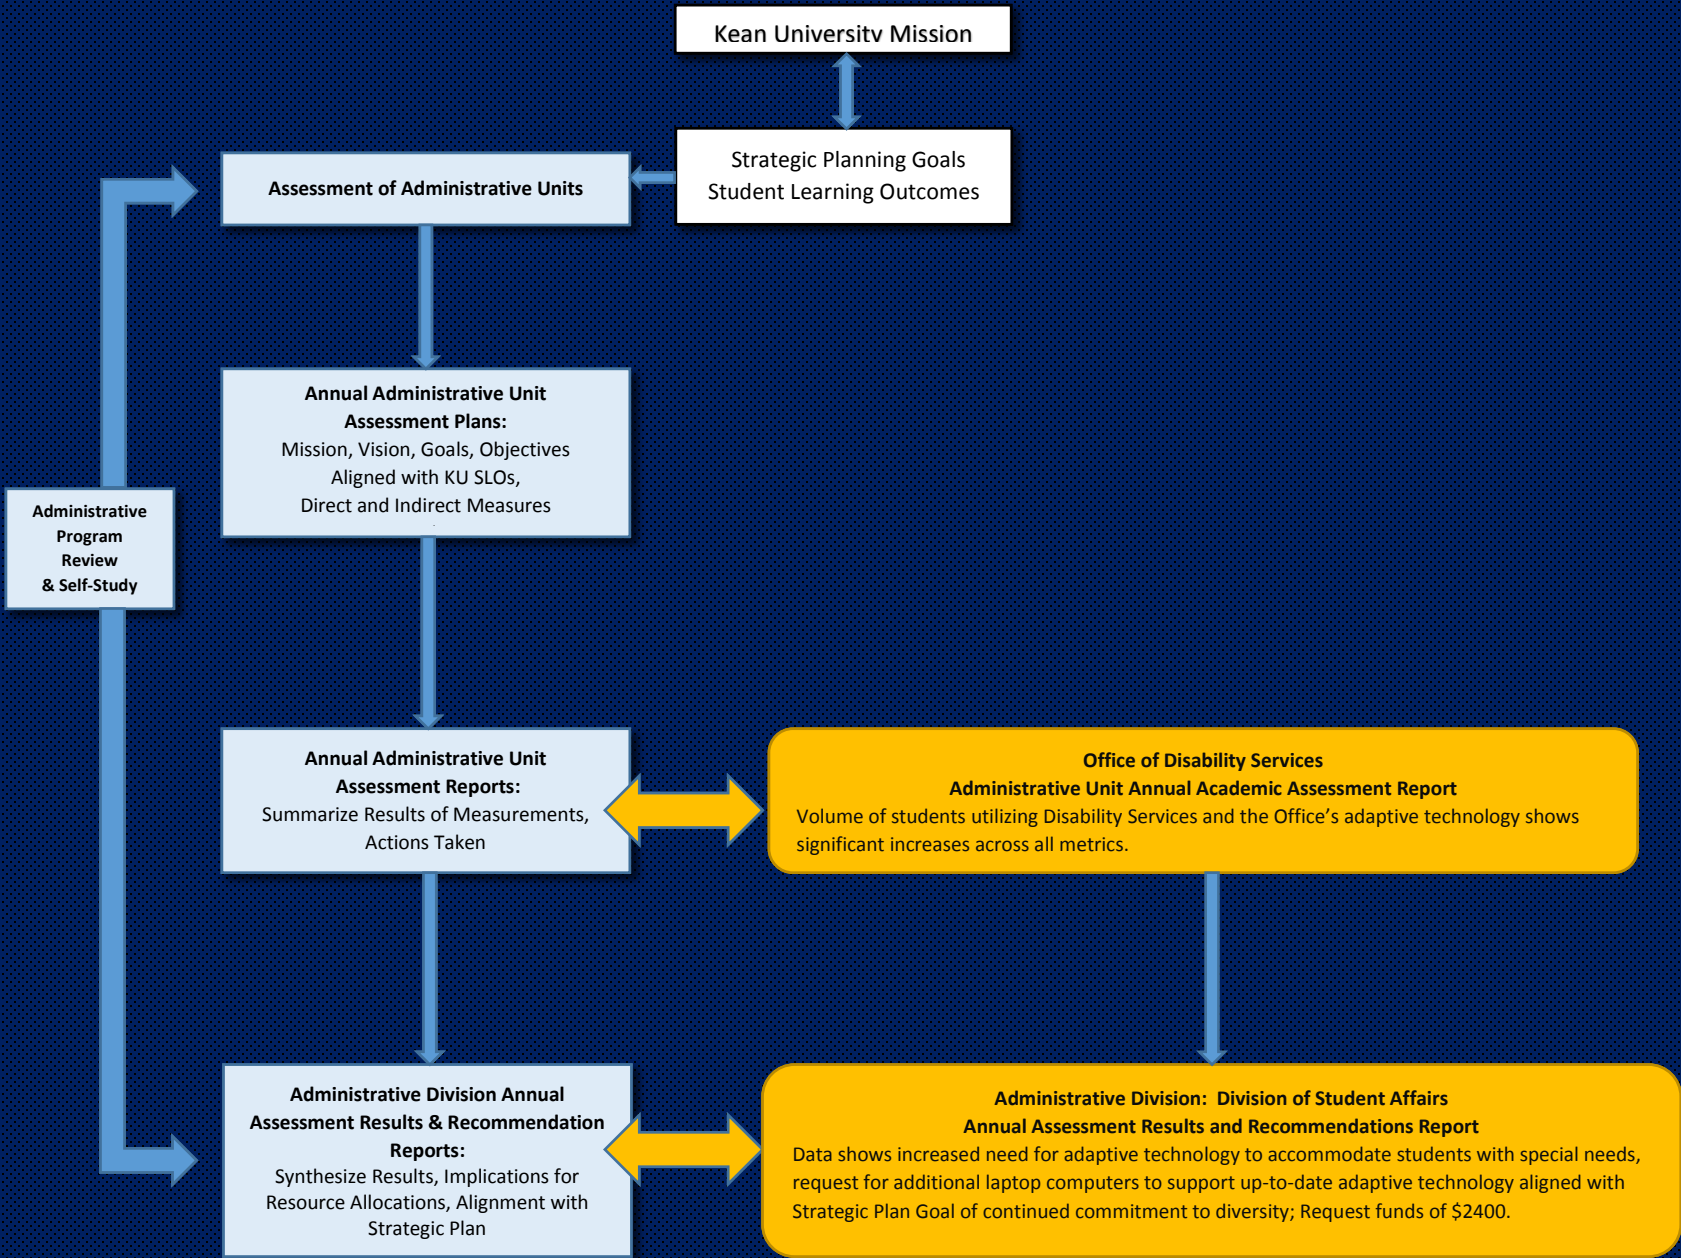 Kean University Mission
Strategic Planning Goals
Student Learning Outcomes
Assessment of Administrative Units
Annual Administrative Unit
Assessment Plans:
Mission, Vision, Goals, Objectives
Aligned with KU SLOs,
Direct and Indirect Measures
Administrative
Program
Review
& Self-Study
Annual Administrative Unit
Assessment Reports:
Summarize Results of Measurements,
Actions Taken
Office of Disability Services
Administrative Unit Annual Academic Assessment Report
Volume of students utilizing Disability Services and the Office’s adaptive technology shows
significant increases across all metrics.
Administrative Division Annual
Assessment Results & Recommendation
Reports:
Synthesize Results, Implications for
Resource Allocations, Alignment with
Strategic Plan
Administrative Division:  Division of Student Affairs
Annual Assessment Results and Recommendations Report
Data shows increased need for adaptive technology to accommodate students with special needs,
request for additional laptop computers to support up-to-date adaptive technology aligned with
Strategic Plan Goal of continued commitment to diversity; Request funds of $2400.